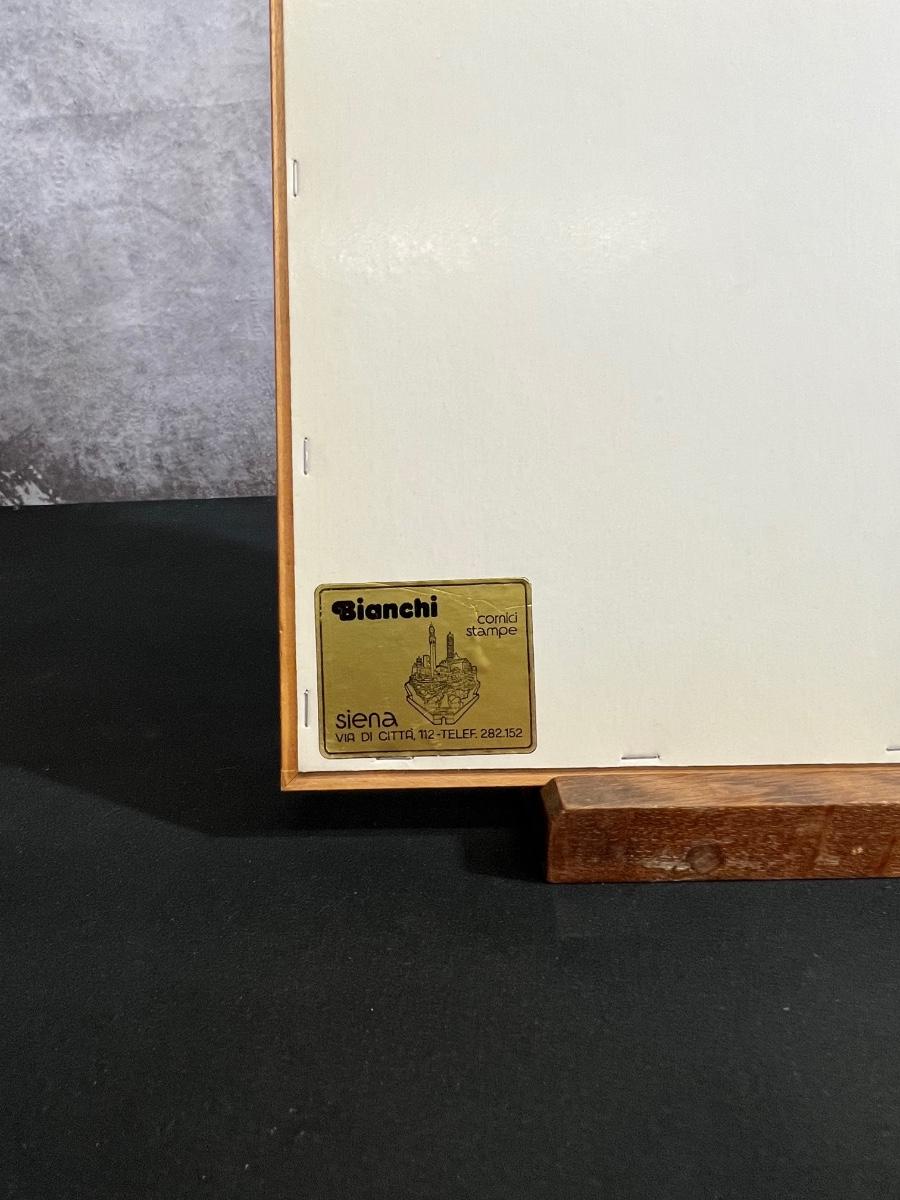 Bianchi
cornici
stampe
siena
VIA DI CITTÀ, 112-TELEF. 282.152